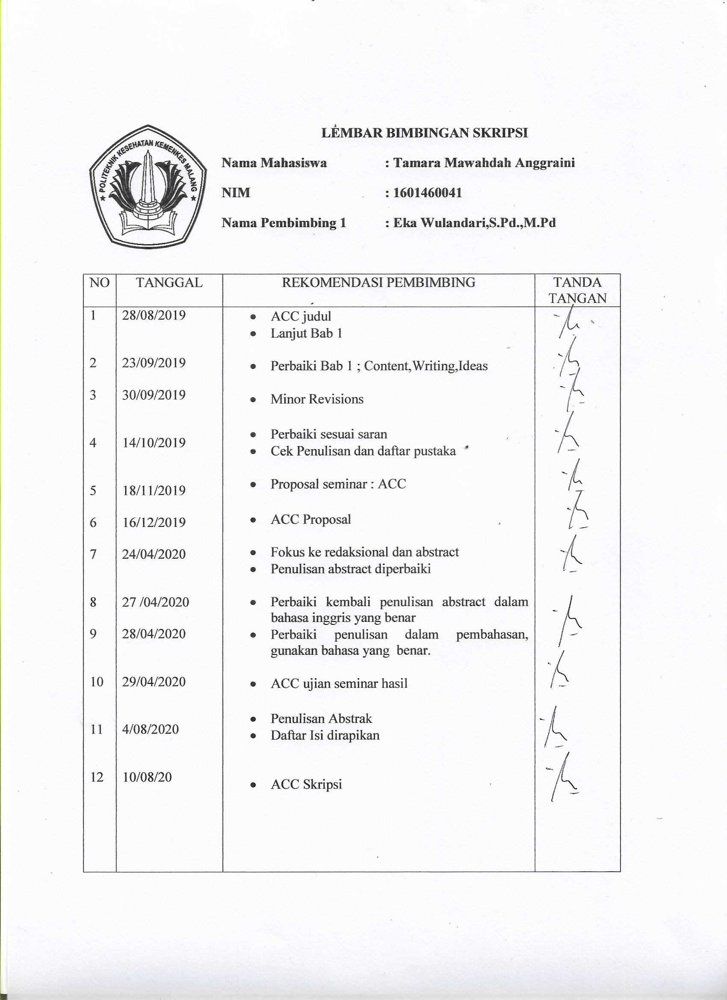 LEMBAR BIMBINGAN SKRIPSI
POLITEKNIK KESEHATAN KEMENKES MALANG
Nama Mahasiswa : Tamara Mawahdah Anggraini
NIM : 1601460041
Nama Pembimbing 1 : Eka Wulandari,S.Pd.,M.Pd
NO TANGGAL REKOMENDASI PEMBIMBING TANDA
TANGAN
1 28/08/2019 • ACC judul
• Lanjut Bab 1
2 23/09/2019 • Perbaiki Bab 1 ; Content,Writing,Ideas
3 30/09/2019 • Minor Revisions
• Perbaiki sesuai saran
4 14/10/2019 • Cek Penulisan dan daftar pustaka
5 18/11/2019 • Proposal seminar : ACC
6 16/12/2019 • ACC Proposal
7 24/04/2020 • Fokus ke redaksional dan abstract
• Penulisan abstract diperbaiki
8 27 /04/2020 • Perbaiki kembali penulisan abstract dalam
bahasa inggris yang benar
9 28/04/2020 • Perbaiki penulisan dalam pembahasan,
gunakan bahasa yang benar.
10 29/04/2020 • ACC ujian seminar hasil
• Penulisan Abstrak
11 4/08/2020 • Daftar Isi dirapikan
12 10/08/20 • ACC Skripsi